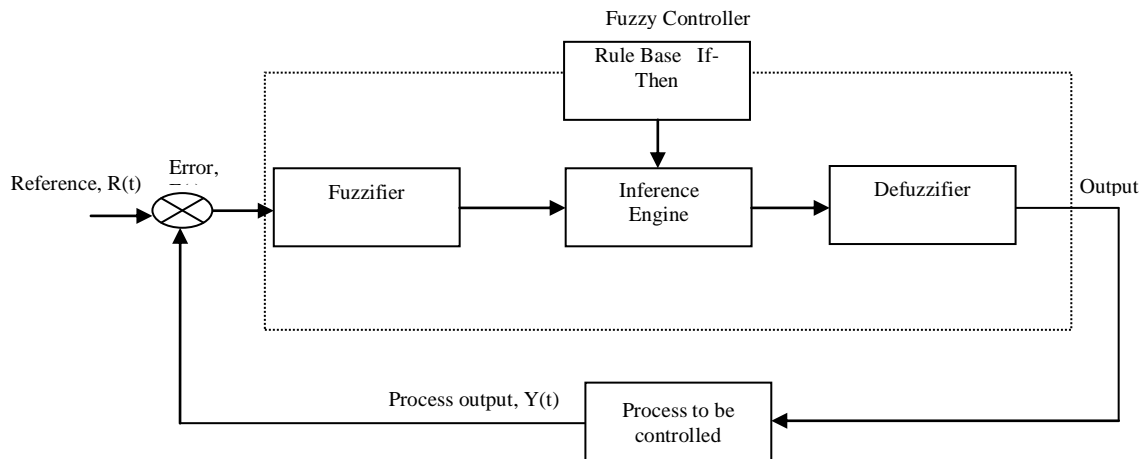 Fuzzy Controller
Rule Base If-
Then
Error,
Reference, R(t)
Fuzzifier
Inference
Engine
Defuzzifier
Output
Process output, Y(t)
Process to be
controlled